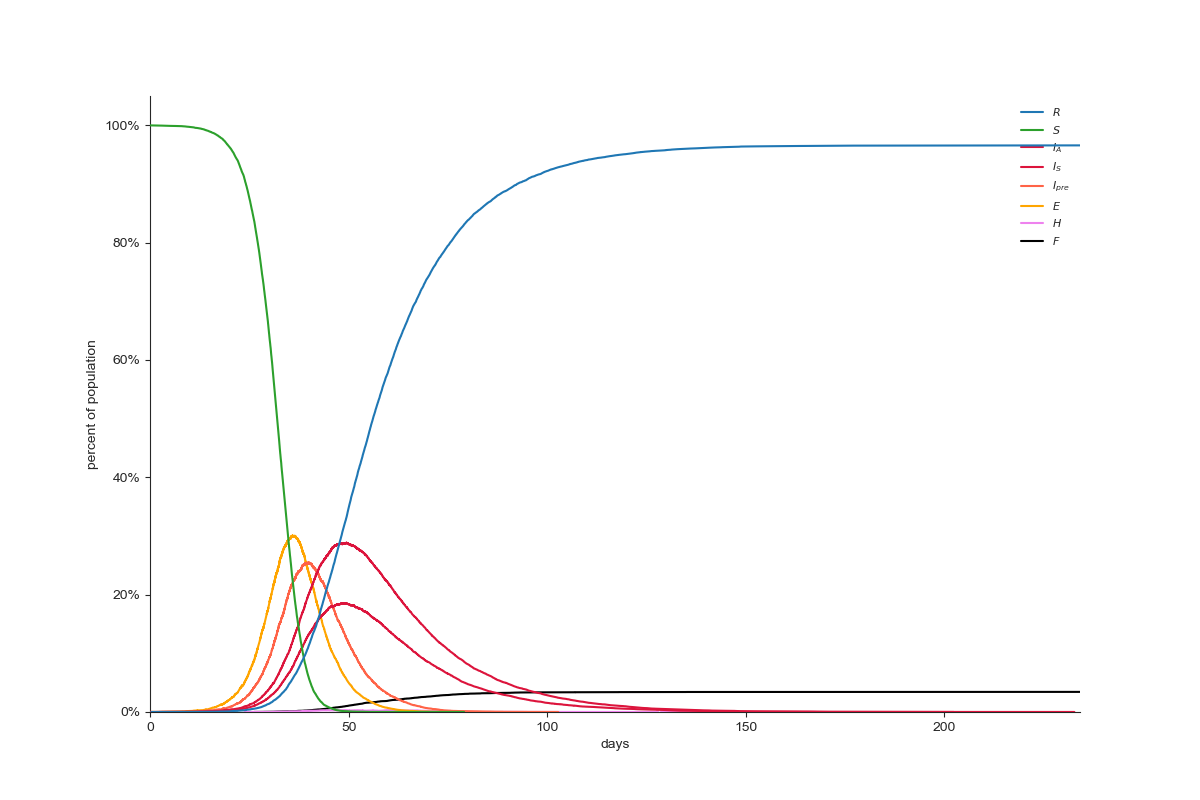 R
S
I_A
I_S
I_pre
E
H
F
100%
80%
60%
40%
20%
0%
percent of population
0 50 100 150 200
days